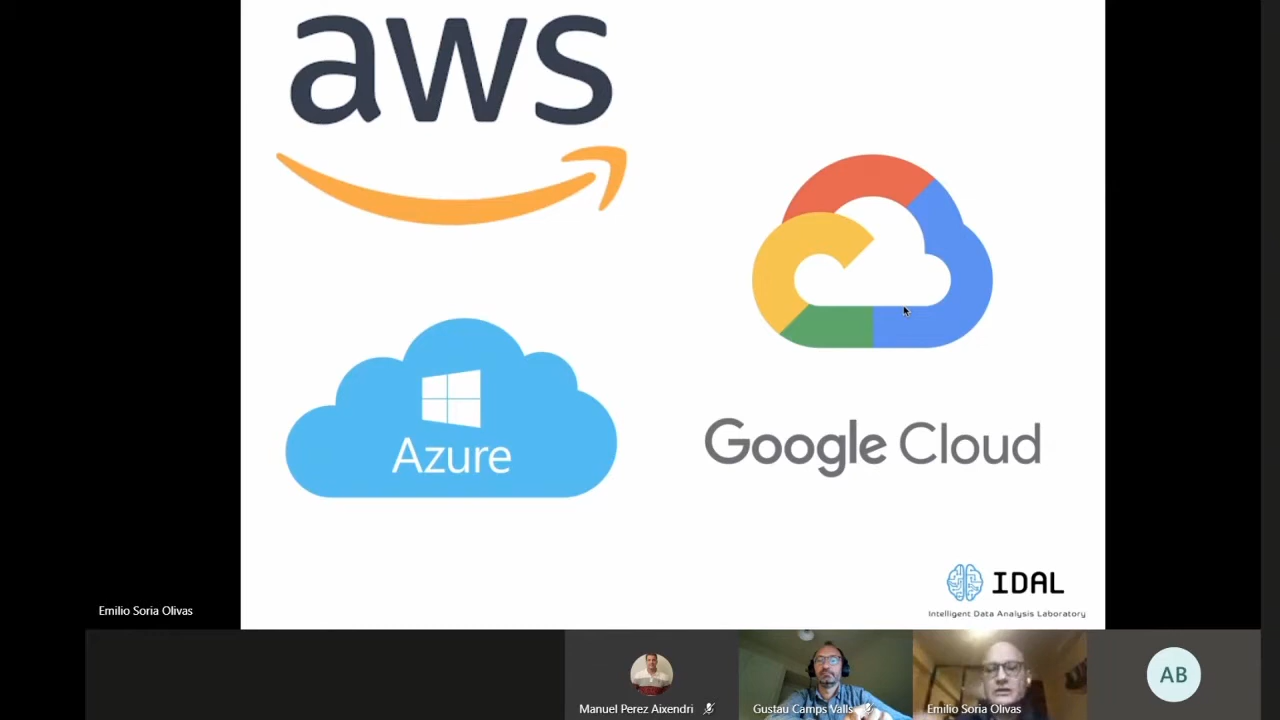 aws
Azure
Google Cloud
IDAL
Intelligent Data Analysis Laboratory
Emilio Soria Olivas
Manuel Perez Aixendri
Gustau Camps Valls
Emilio Soria Olivas
AB